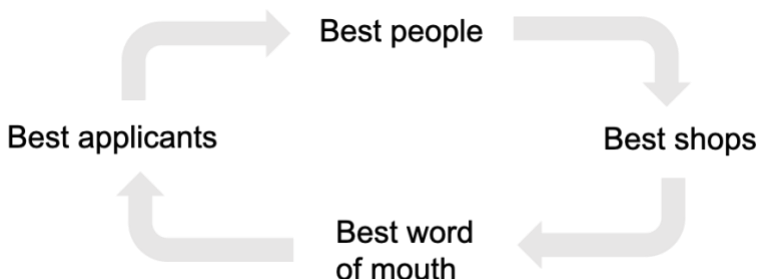 Best people
Best applicants
Best shops
Best word
of mouth